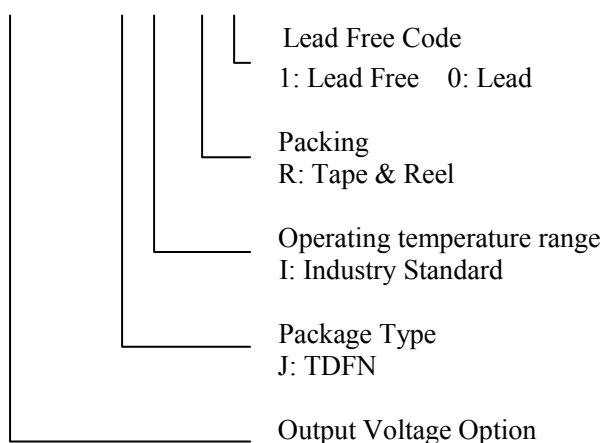 Lead Free Code
1: Lead Free 0: Lead
Packing
R: Tape & Reel
Operating temperature range
I: Industry Standard
Package Type
J: TDFN
Output Voltage Option